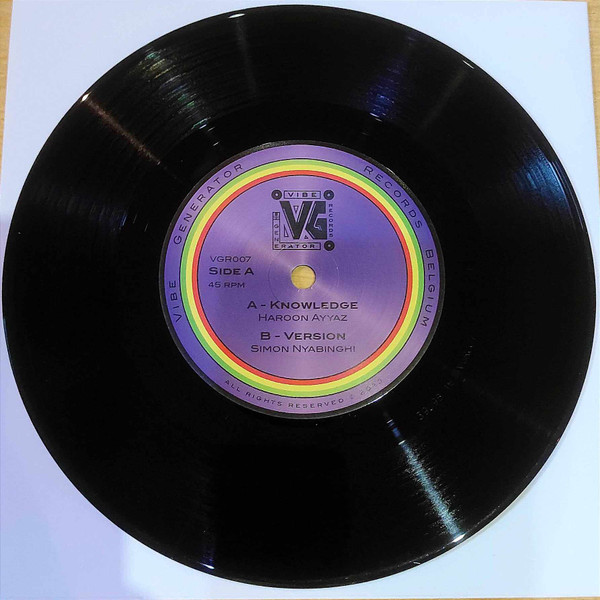 VIBE GENERATOR RECORDS BELGIUM
VIBE
VG
RECORDS
GENERATOR
VGR007
SIDE A
45 RPM
A - KNOWLEDGE
HAROON AYYAZ
B - VERSION
SIMON NYABINGHI
ALL RIGHTS RESERVED